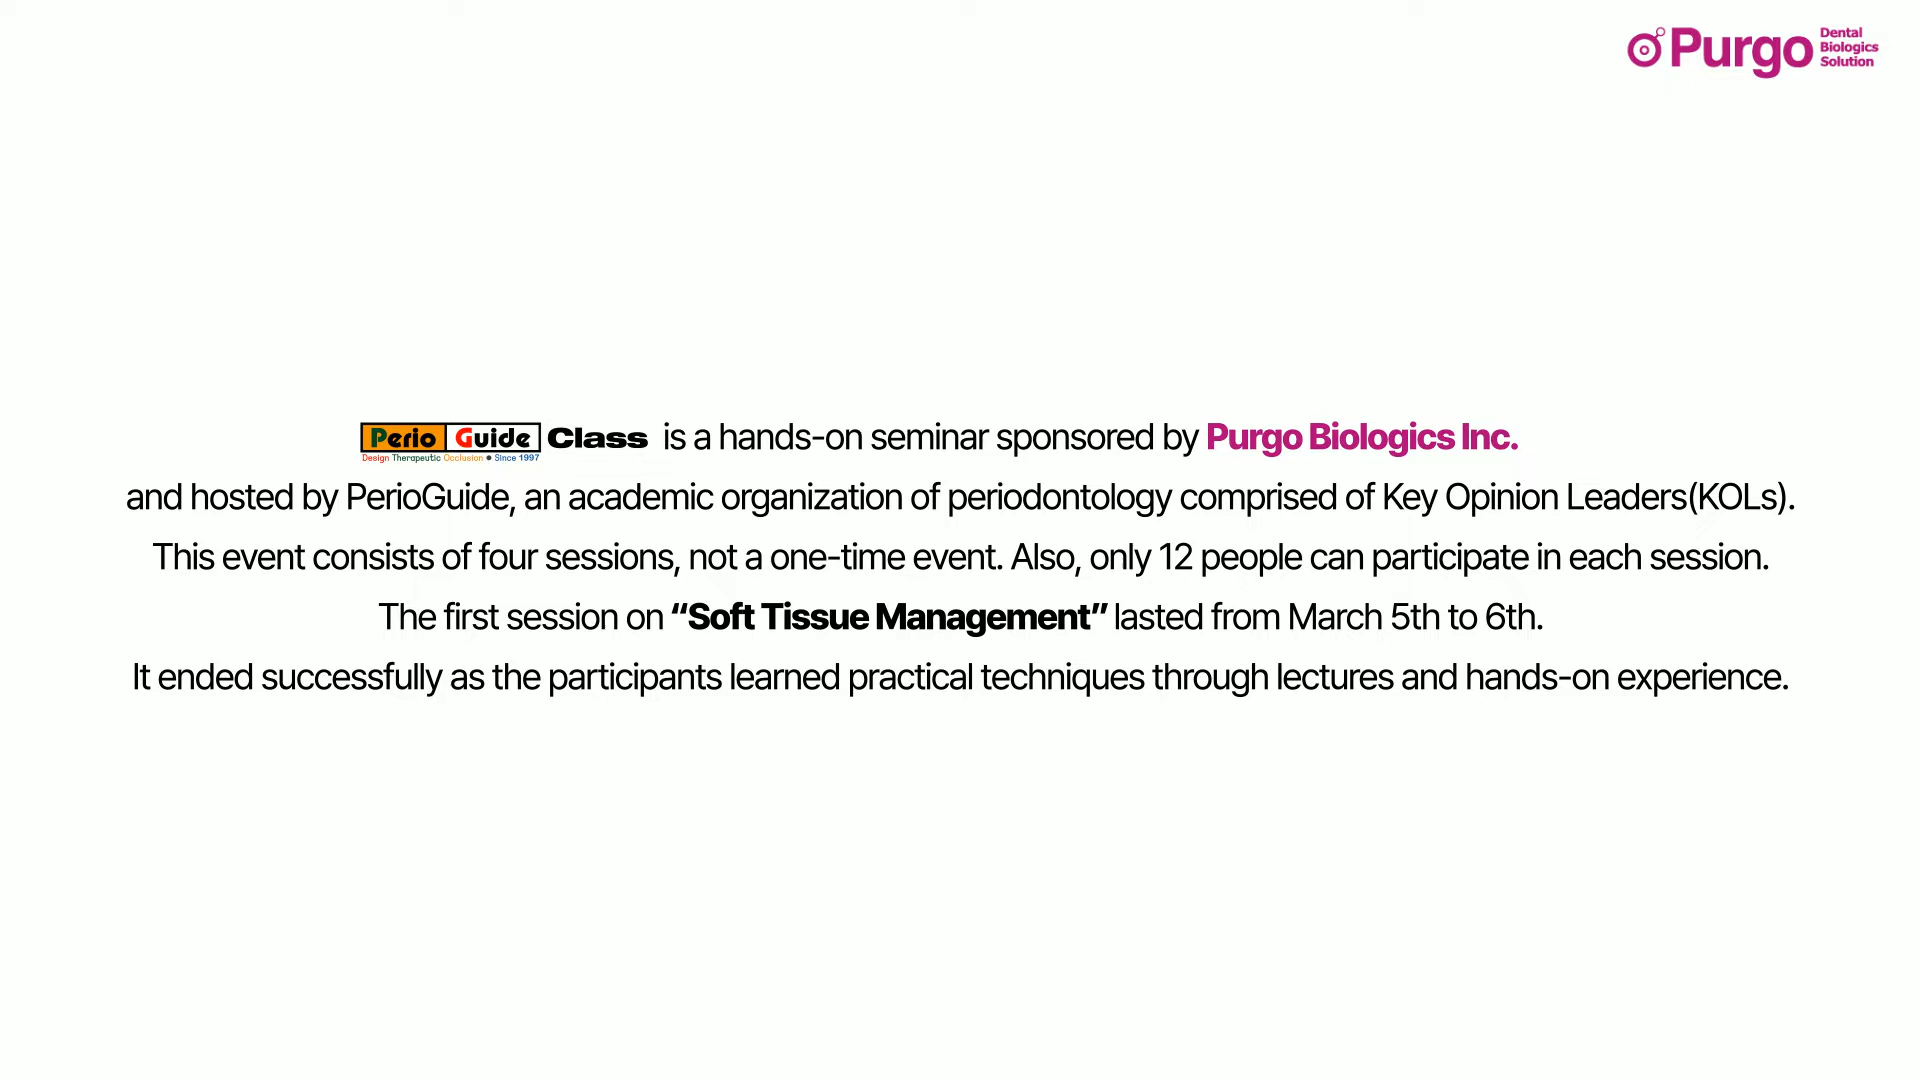 Purgo Dental Biologics Solution
Perio Guide Class is a hands-on seminar sponsored by Purgo Biologics Inc.
Design Therapeutic Occlusion • Since 1997
and hosted by PerioGuide, an academic organization of periodontology comprised of Key Opinion Leaders(KOLs).
This event consists of four sessions, not a one-time event. Also, only 12 people can participate in each session.
The first session on “Soft Tissue Management” lasted from March 5th to 6th.
It ended successfully as the participants learned practical techniques through lectures and hands-on experience.